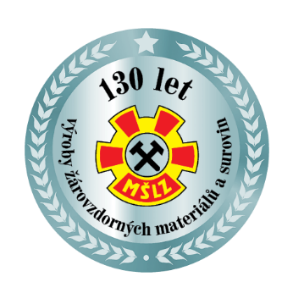 130 let
MŠLZ
výroby žárovzdorných materiálů a surovin